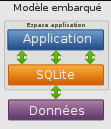 Modèle embarqué
Espace application
Application
SQLite
Données